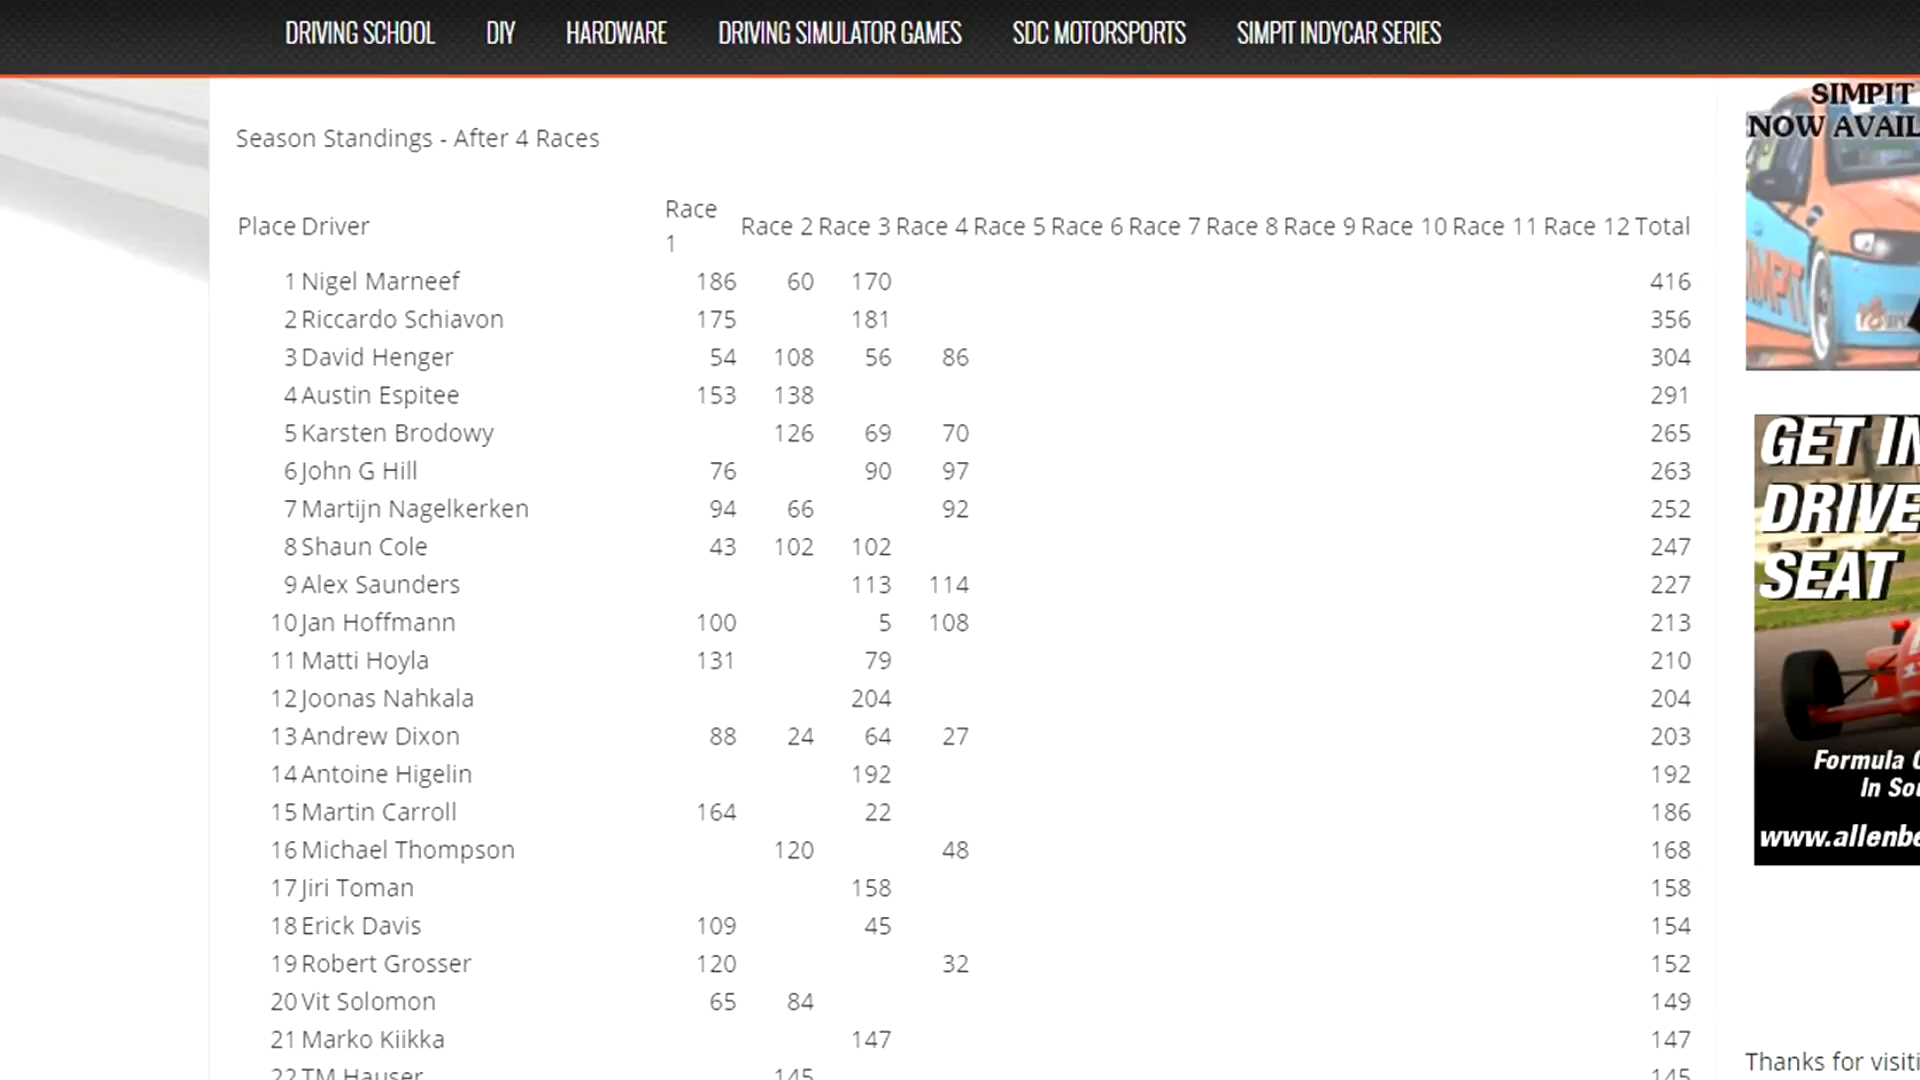 DRIVING SCHOOL DIY HARDWARE DRIVING SIMULATOR GAMES SDC MOTORSPORTS SIMPIT INDYCAR SERIES
Season Standings - After 4 Races
Place Driver Race 1 Race 2 Race 3 Race 4 Race 5 Race 6 Race 7 Race 8 Race 9 Race 10 Race 11 Race 12 Total
1 Nigel Marneef 186 60 170 416
2 Riccardo Schiavon 175 181 356
3 David Henger 54 108 56 86 304
4 Austin Espitee 153 138 291
5 Karsten Brodowy 126 69 70 265
6 John G Hill 76 90 97 263
7 Martijn Nagelkerken 94 66 92 252
8 Shaun Cole 43 102 102 247
9 Alex Saunders 113 114 227
10 Jan Hoffmann 100 5 108 213
11 Matti Hoyla 131 79 210
12 Joonas Nahkala 204 204
13 Andrew Dixon 88 24 64 27 203
14 Antoine Higelin 192 192
15 Martin Carroll 164 22 186
16 Michael Thompson 120 48 168
17 Jiri Toman 158 158
18 Erick Davis 109 45 154
19 Robert Grosser 120 32 152
20 Vit Solomon 65 84 149
21 Marko Kiikka 147 147
22 TM Hauser 145 145
SIMPIT
NOW AVAIL
GET IN
DRIVE
SEAT
Formula
In
www.allenbe
Thanks for visiti